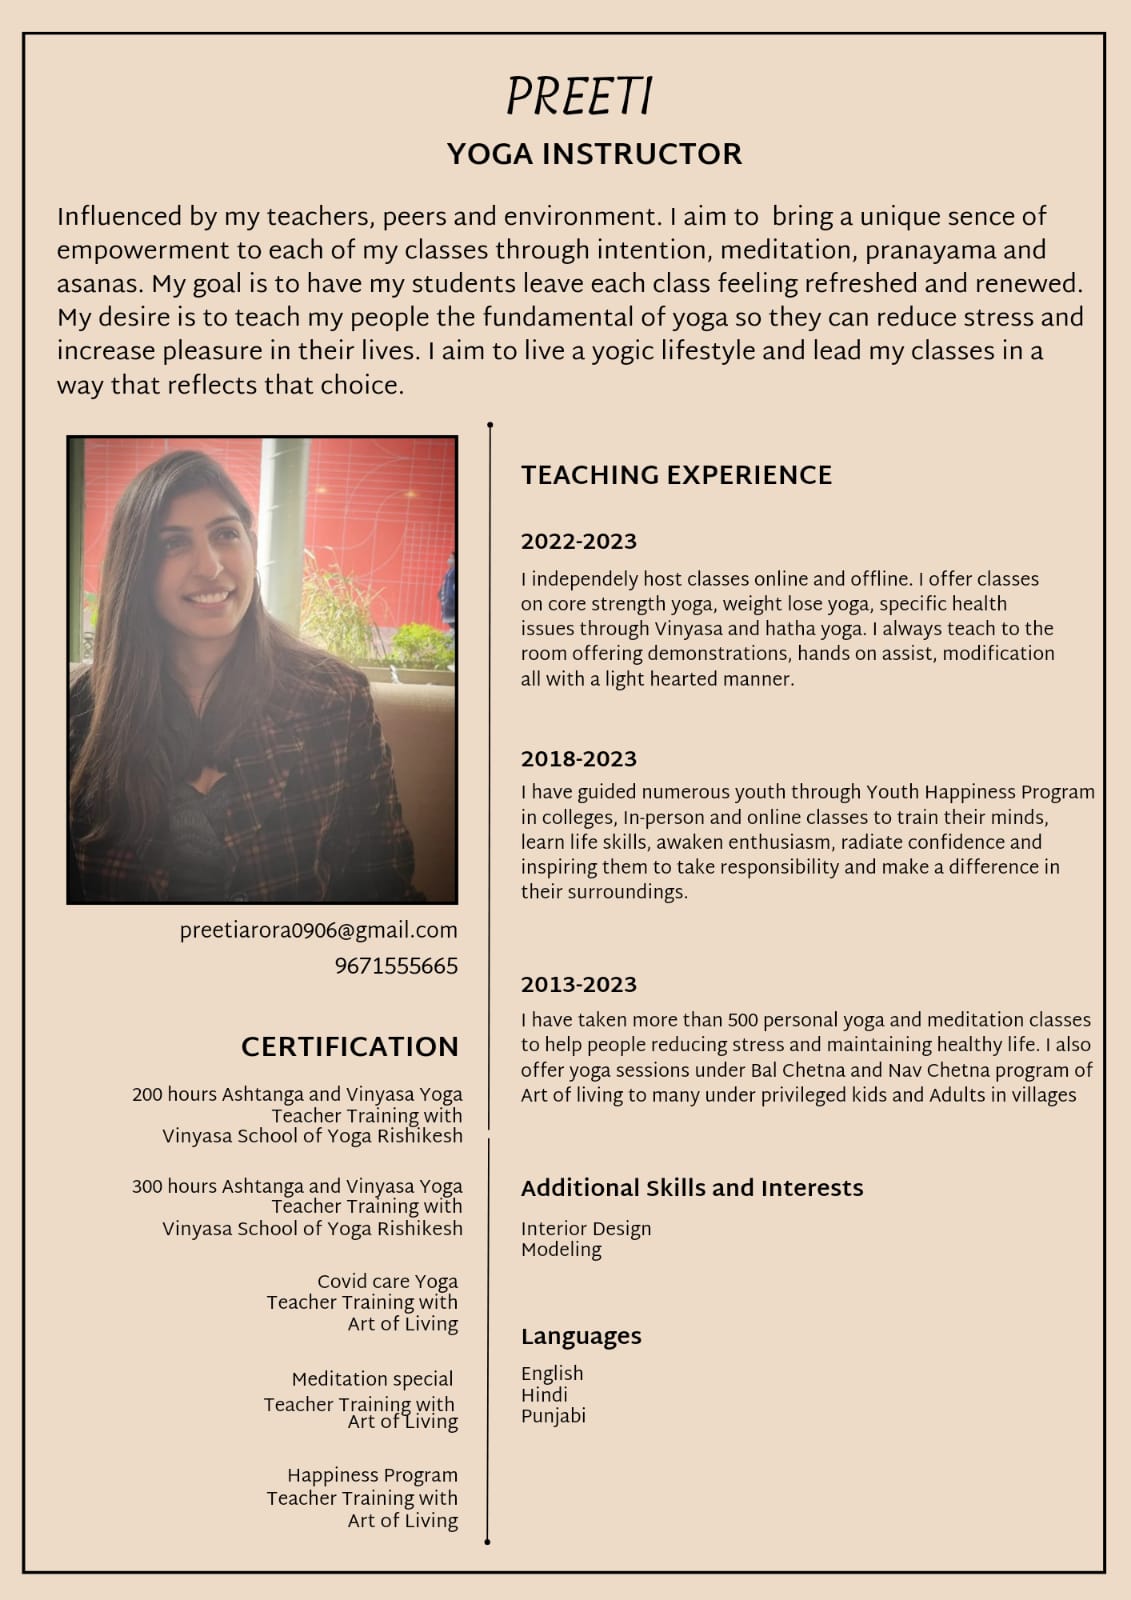 PREETI
YOGA INSTRUCTOR
Influenced by my teachers, peers and environment. I aim to bring a unique sence of
empowerment to each of my classes through intention, meditation, pranayama and
asanas. My goal is to have my students leave each class feeling refreshed and renewed.
My desire is to teach my people the fundamental of yoga so they can reduce stress and
increase pleasure in their lives. I aim to live a yogic lifestyle and lead my classes in a
way that reflects that choice.
preetiarora0906@gmail.com
9671555665
CERTIFICATION
200 hours Ashtanga and Vinyasa Yoga
Teacher Training with
Vinyasa School of Yoga Rishikesh
300 hours Ashtanga and Vinyasa Yoga
Teacher Training with
Vinyasa School of Yoga Rishikesh
Covid care Yoga
Teacher Training with
Art of Living
Meditation special
Teacher Training with
Art of Living
Happiness Program
Teacher Training with
Art of Living
TEACHING EXPERIENCE
2022-2023
I independely host classes online and offline. I offer classes
on core strength yoga, weight lose yoga, specific health
issues through Vinyasa and hatha yoga. I always teach to the
room offering demonstrations, hands on assist, modification
all with a light hearted manner.
2018-2023
I have guided numerous youth through Youth Happiness Program
in colleges, In-person and online classes to train their minds,
learn life skills, awaken enthusiasm, radiate confidence and
inspiring them to take responsibility and make a difference in
their surroundings.
2013-2023
I have taken more than 500 personal yoga and meditation classes
to help people reducing stress and maintaining healthy life. I also
offer yoga sessions under Bal Chetna and Nav Chetna program of
Art of living to many under privileged kids and Adults in villages
Additional Skills and Interests
Interior Design
Modeling
Languages
English
Hindi
Punjabi